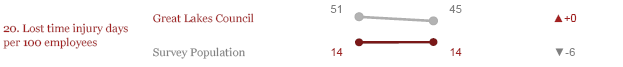 51 45
Great Lakes Council ▲+0
20. Lost time injury days
per 100 employees
Survey Population 14 14 ▼-6